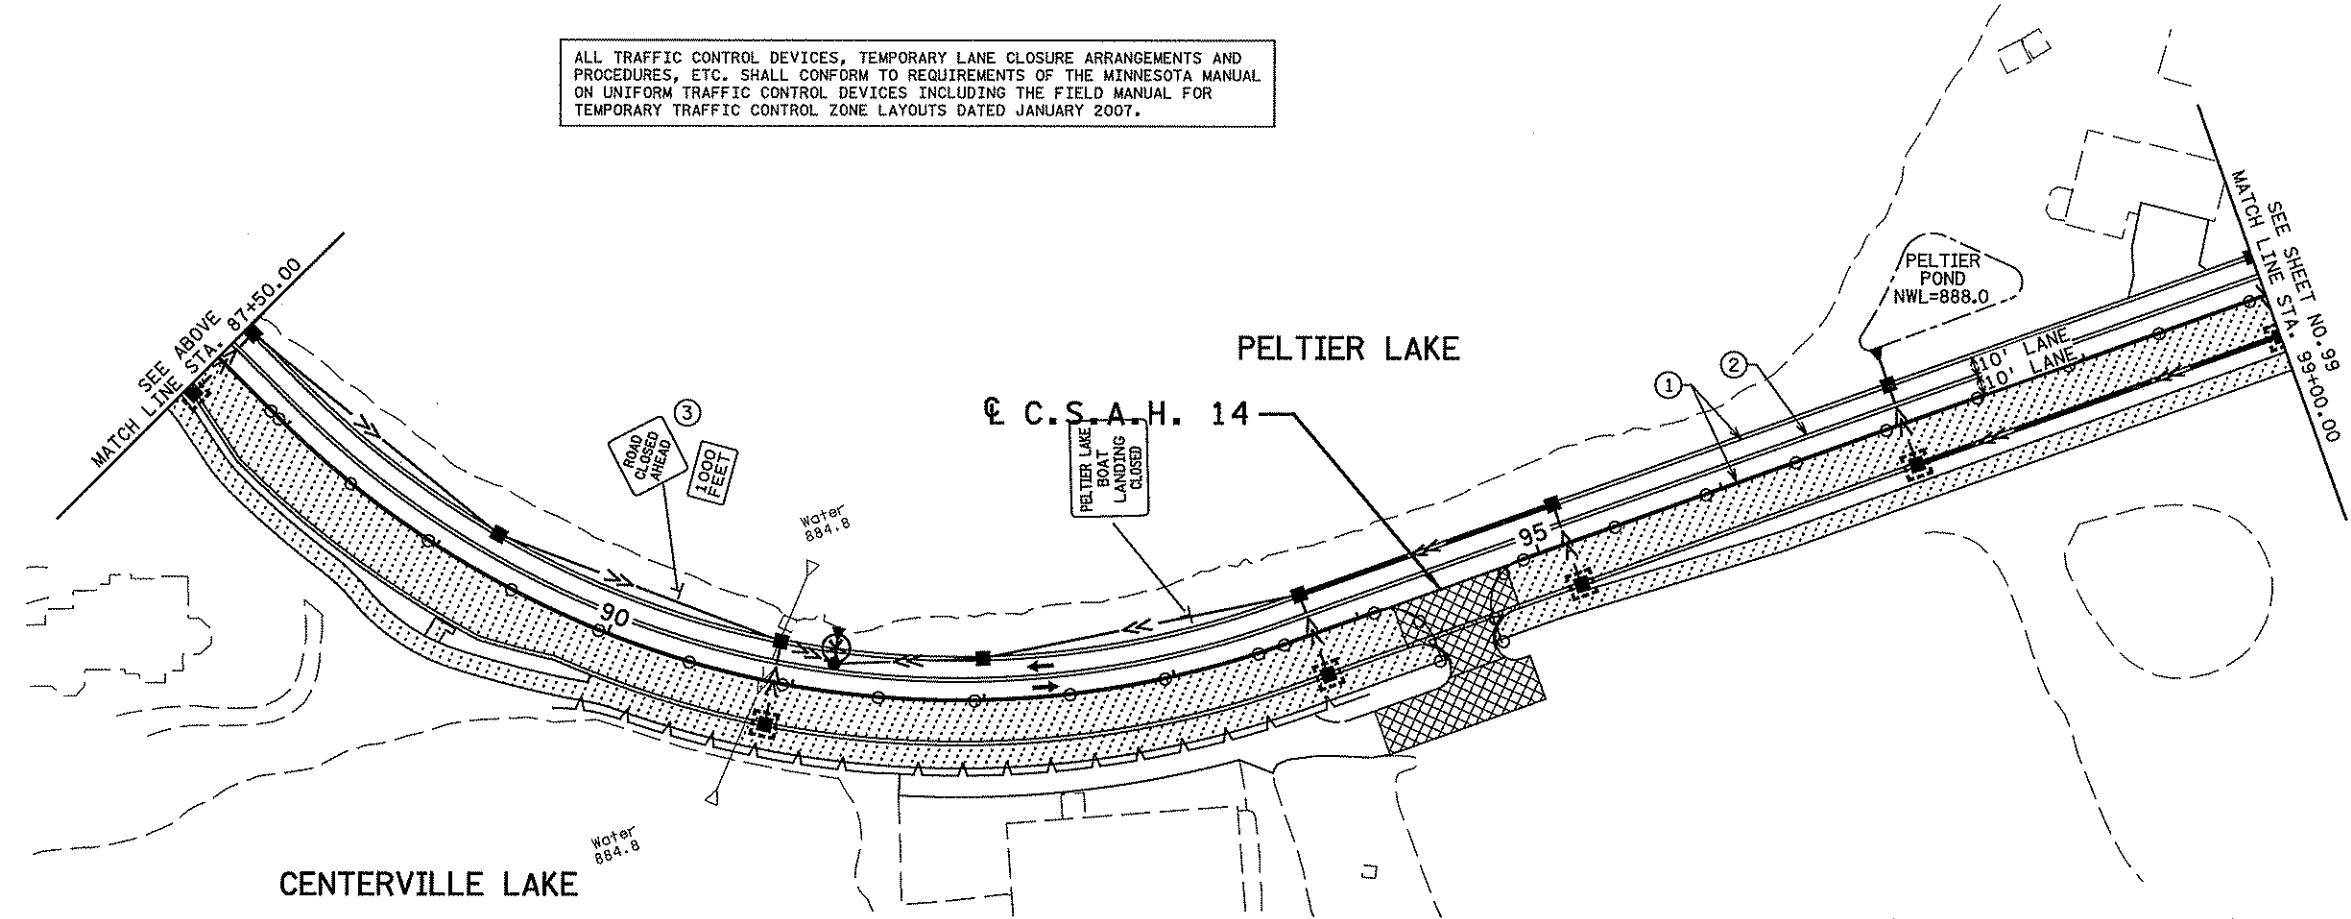 ALL TRAFFIC CONTROL DEVICES, TEMPORARY LANE CLOSURE ARRANGEMENTS AND
PROCEDURES, ETC. SHALL CONFORM TO REQUIREMENTS OF THE MINNESOTA MANUAL
ON UNIFORM TRAFFIC CONTROL DEVICES INCLUDING THE FIELD MANUAL FOR
TEMPORARY TRAFFIC CONTROL ZONE LAYOUTS DATED JANUARY 2007.
SEE ABOVE
MATCH LINE STA. 87+50.00
ROAD
CLOSED
AHEAD
3
1000
FEET
Water
884.8
PELTIER LAKE
℄ C.S.A.H. 14
PELTIER LAKE
BOAT
LANDING
CLOSED
1
2
PELTIER
POND
NWL=888.0
10' LANE
10' LANE
SEE SHEET NO.99
MATCH LINE STA. 99+00.00
90
95
Water
884.8
CENTERVILLE LAKE